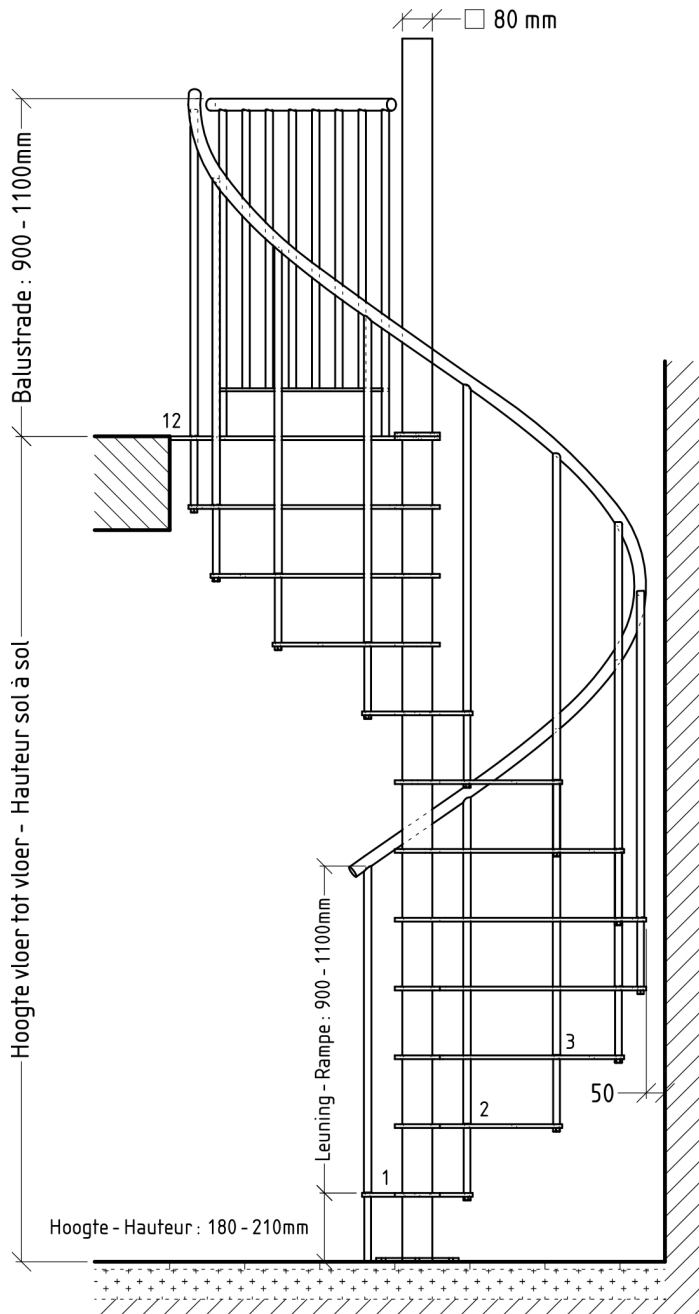 □ 80 mm
Balustrade : 900 - 1100mm
12
Hoogte vloer tot vloer - Hauteur sol à sol
Leuning - Rampe : 900 - 1100mm
3
50
2
1
Hoogte - Hauteur : 180 - 210mm